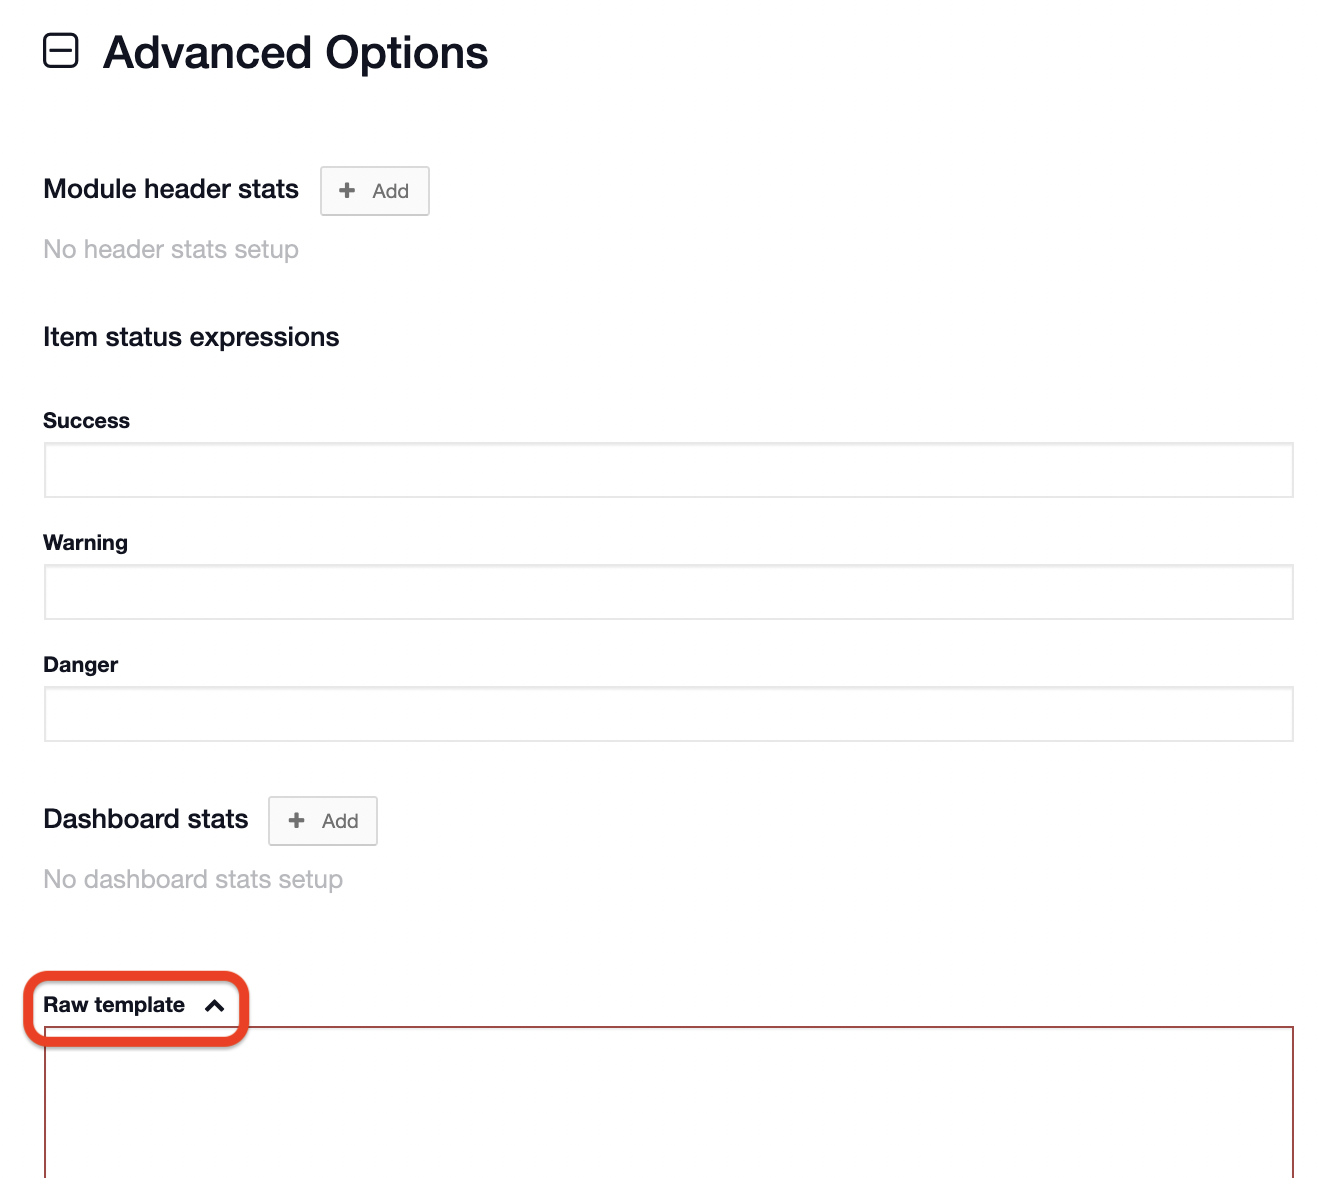 Advanced Options
Module header stats
+ Add
No header stats setup
Item status expressions
Success
Warning
Danger
Dashboard stats
+ Add
No dashboard stats setup
Raw template